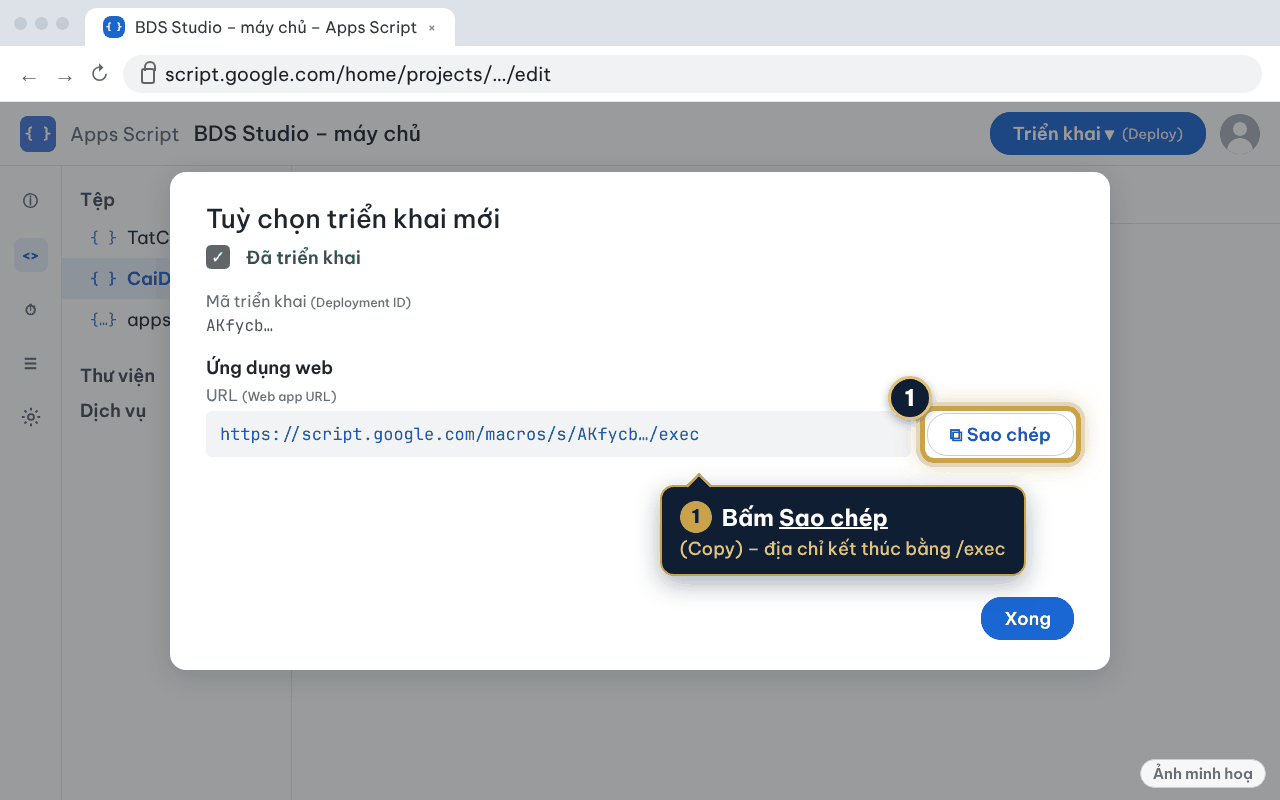 { } BDS Studio – máy chủ – Apps Script ×
← → script.google.com/home/projects/…/edit
{ } Apps Script BDS Studio – máy chủ
Triển khai ▾ (Deploy)
Tệp
{ } TatC
<> { } CaiD
{…} apps
Thư viện
Dịch vụ
Tuỳ chọn triển khai mới
✓ Đã triển khai
Mã triển khai (Deployment ID)
AKfycb…
Ứng dụng web
URL (Web app URL)
1
https://script.google.com/macros/s/AKfycb…/exec
⧉ Sao chép
1 Bấm Sao chép
(Copy) – địa chỉ kết thúc bằng /exec
Xong
Ảnh minh hoạ